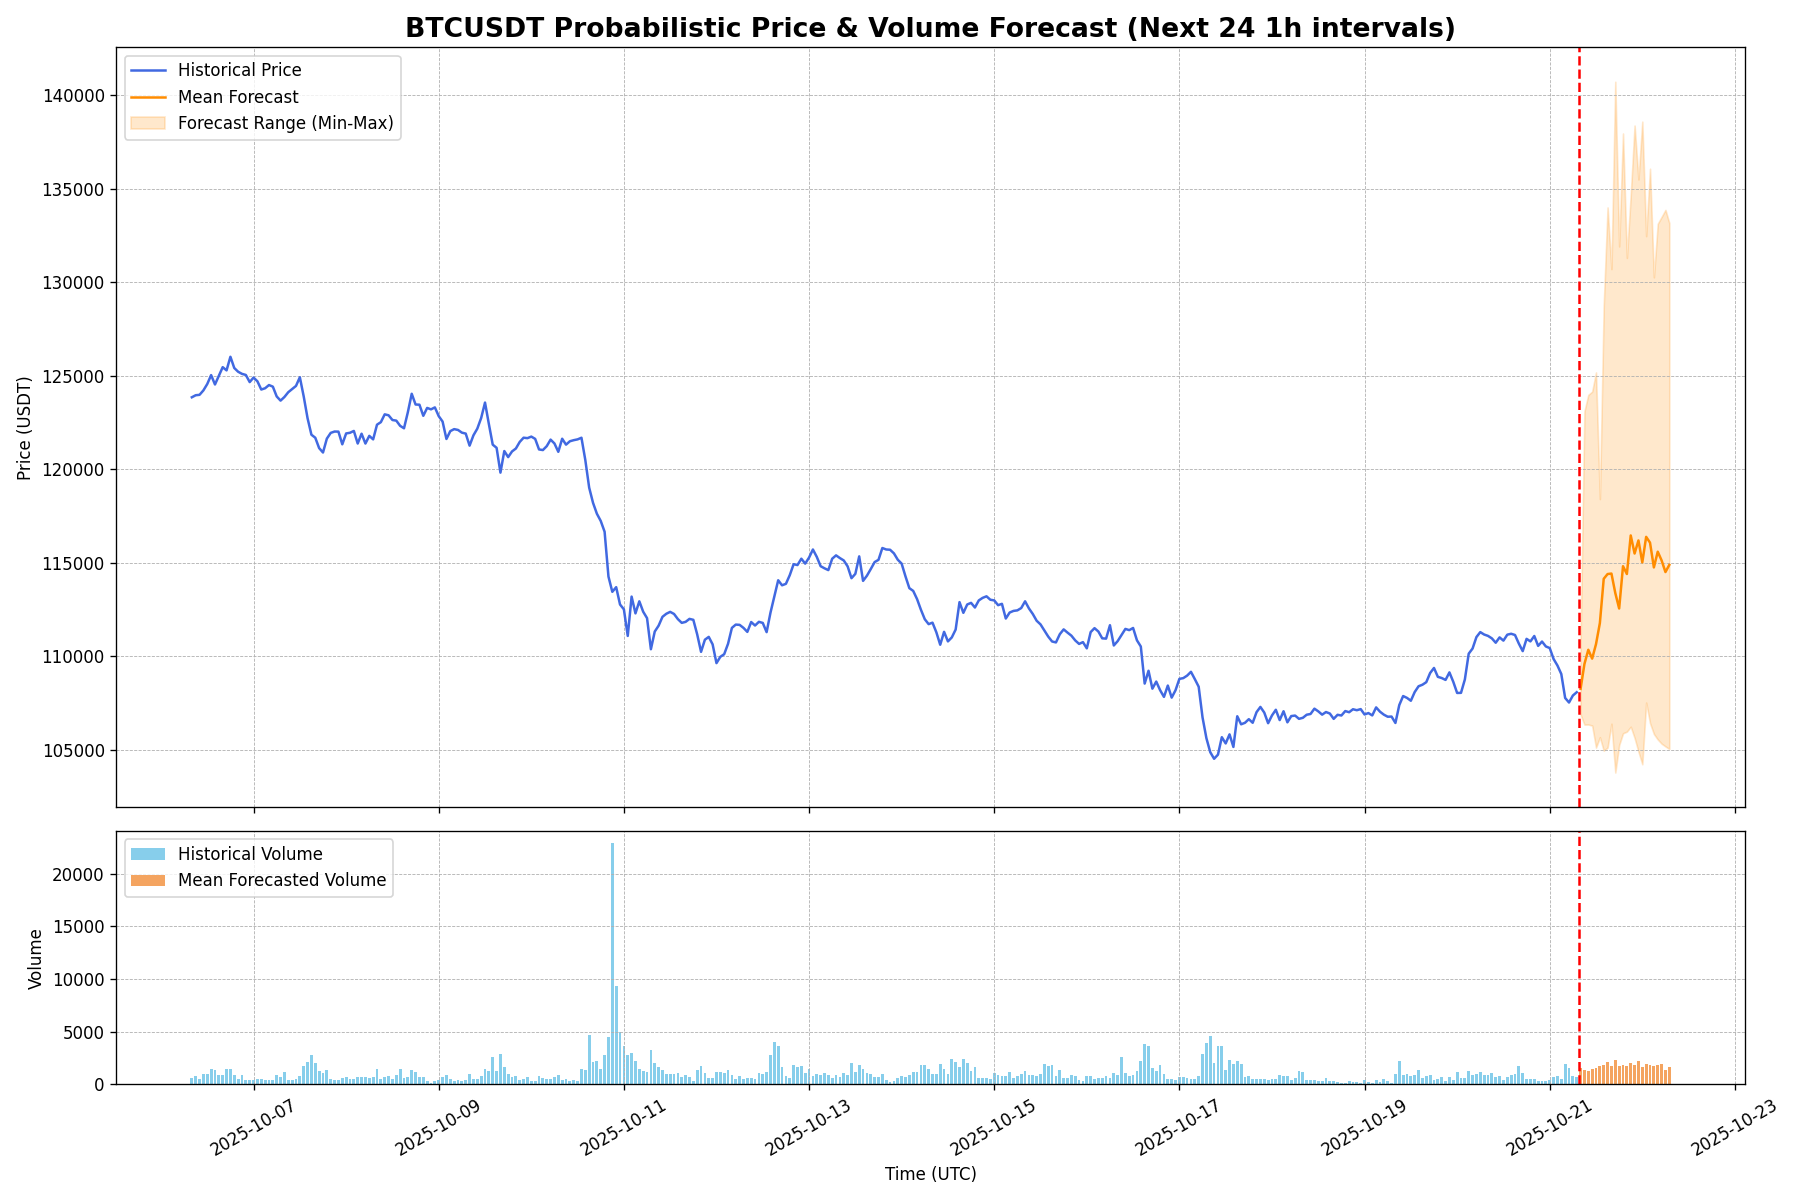 BTCUSDT Probabilistic Price & Volume Forecast (Next 24 1h intervals)
Historical Price
Mean Forecast
Forecast Range (Min-Max)
140000
135000
130000
125000
120000
115000
110000
105000
Price (USDT)
Historical Volume
Mean Forecasted Volume
20000
15000
10000
5000
0
Volume
2025-10-07
2025-10-09
2025-10-11
2025-10-13
2025-10-15
2025-10-17
2025-10-19
2025-10-21
2025-10-23
Time (UTC)